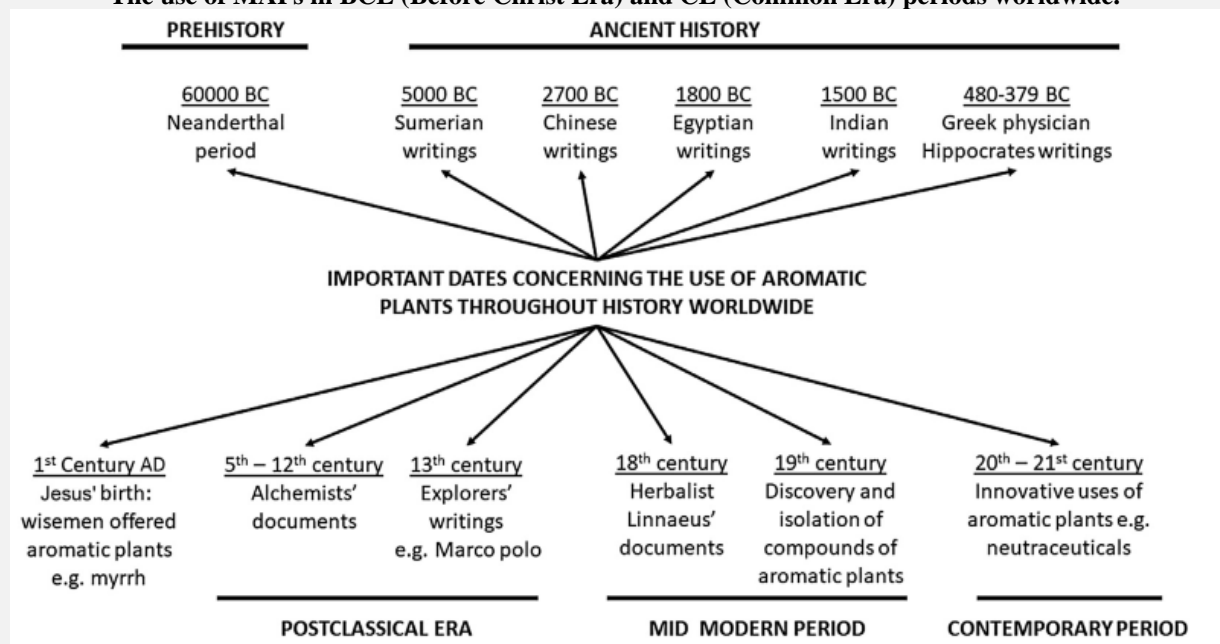 The use of MAPs in BCE (Before Christ Era) and CE (Common Era) periods worldwide.
PREHISTORY
ANCIENT HISTORY
60000 BC
Neanderthal
period
5000 BC
Sumerian
writings
2700 BC
Chinese
writings
1800 BC
Egyptian
writings
1500 BC
Indian
writings
480-379 BC
Greek physician
Hippocrates writings
IMPORTANT DATES CONCERNING THE USE OF AROMATIC
PLANTS THROUGHOUT HISTORY WORLDWIDE
1st Century AD
Jesus' birth:
wisemen offered
aromatic plants
e.g. myrrh
5th – 12th century
Alchemists'
documents
13th century
Explorers'
writings
e.g. Marco polo
18th century
Herbalist
Linnaeus'
documents
19th century
Discovery and
isolation of
compounds of
aromatic plants
20th – 21st century
Innovative uses of
aromatic plants e.g.
neutraceuticals
POSTCLASSICAL ERA
MID MODERN PERIOD
CONTEMPORARY PERIOD